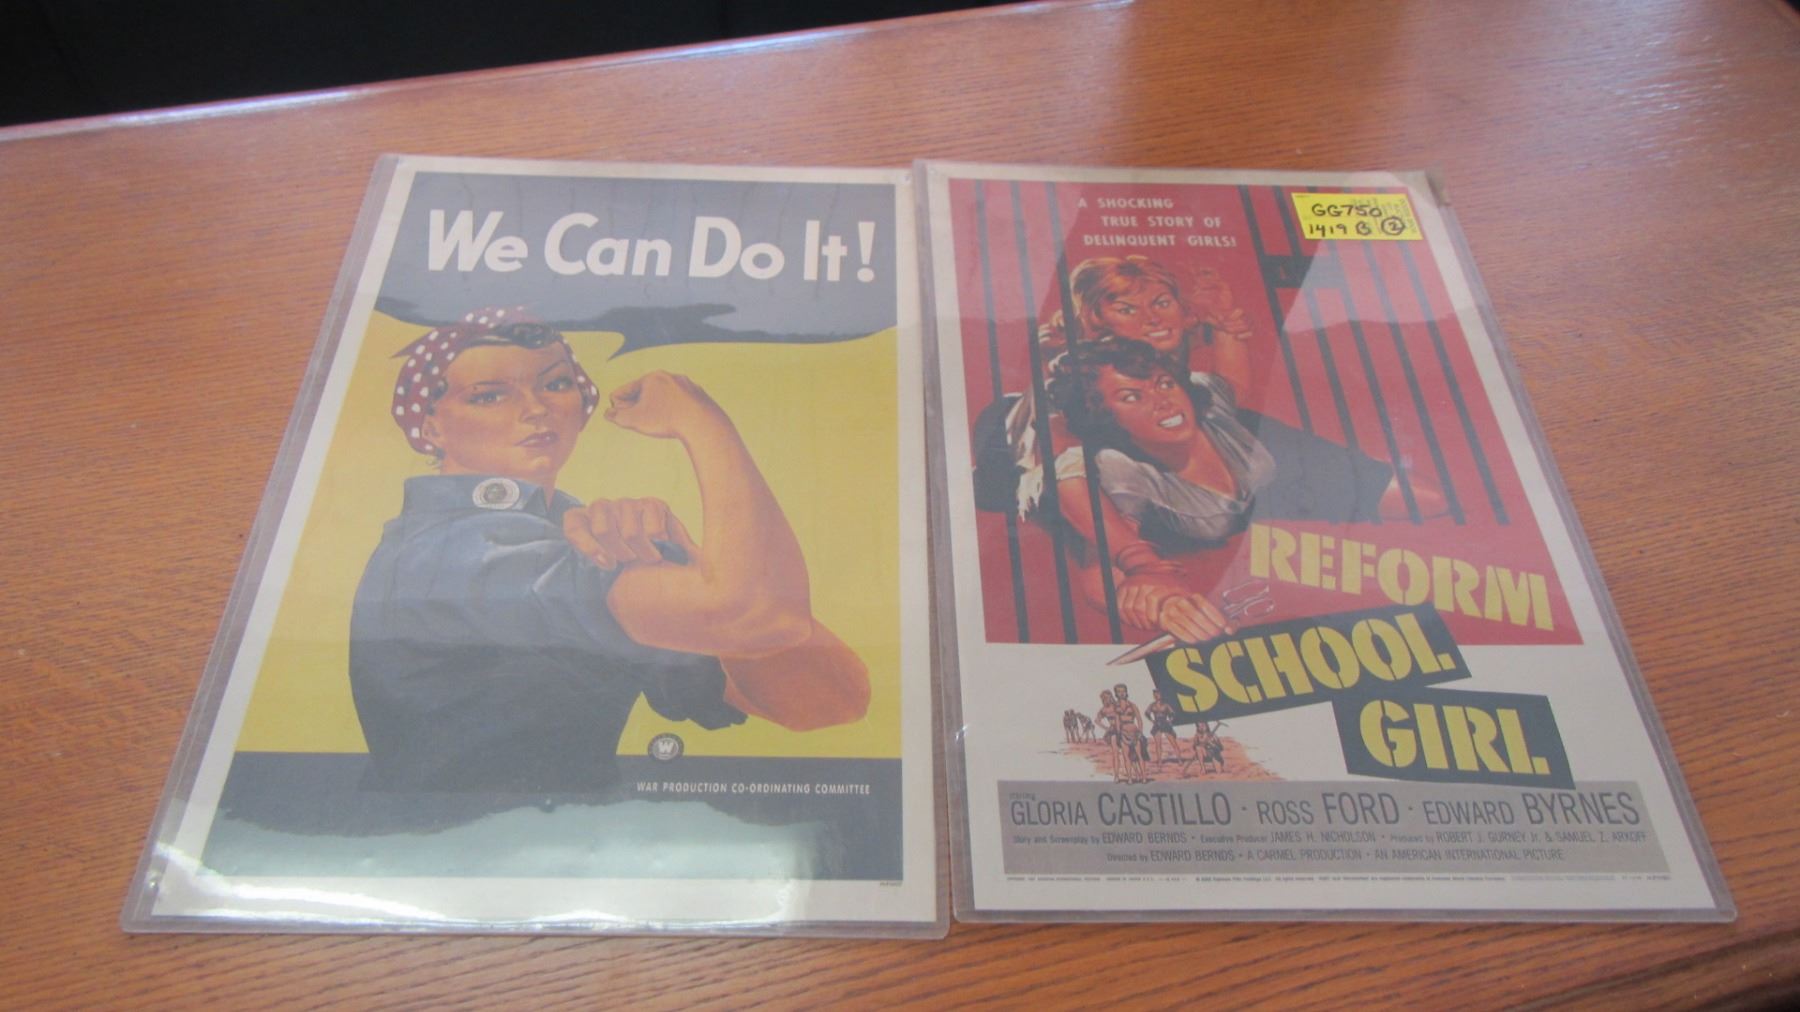 We Can Do It!
W
WAR PRODUCTION CO-ORDINATING COMMITTEE
A SHOCKING
TRUE STORY OF
DELINQUENT GIRLS!
GG750
1419 B 2
REFORM
SCHOOL
GIRL
starring
GLORIA CASTILLO · ROSS FORD · EDWARD BYRNES
Story and Screenplay by EDWARD BERNDS · Executive Producer JAMES H. NICHOLSON · Produced by ROBERT J. GURNEY Jr. & SAMUEL Z. ARKOFF
Directed by EDWARD BERNDS · A CARMEL PRODUCTION · AN AMERICAN INTERNATIONAL PICTURE